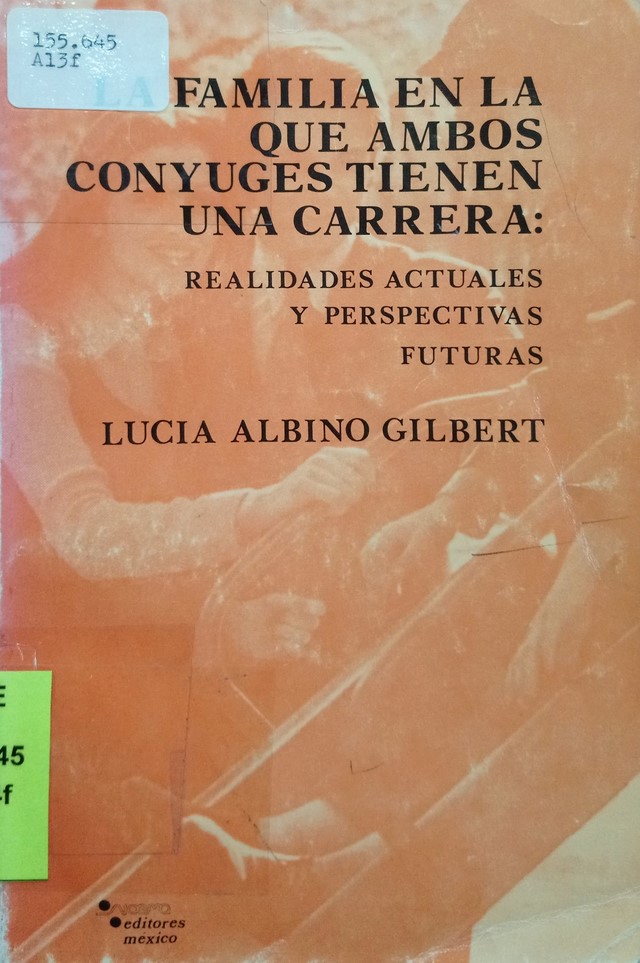 155.645
A13f
LA FAMILIA EN LA
QUE AMBOS
CONYUGES TIENEN
UNA CARRERA:
REALIDADES ACTUALES
Y PERSPECTIVAS
FUTURAS
LUCIA ALBINO GILBERT
E
45
f
editores
méxico